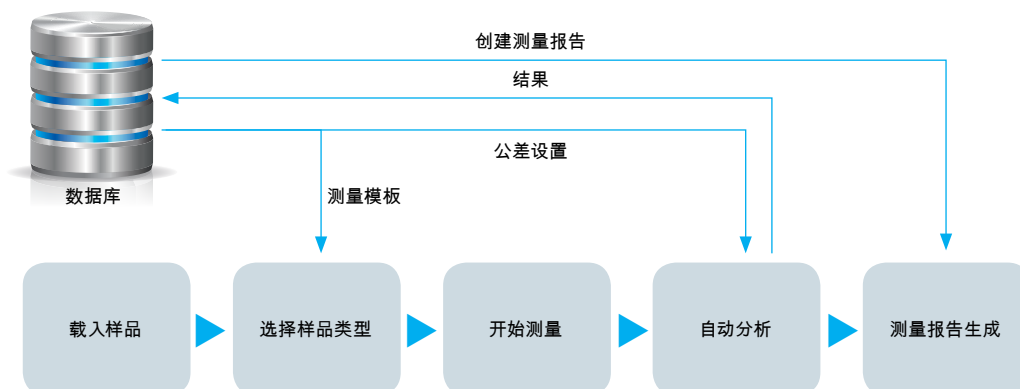 创建测量报告
结果
公差设置
数据库
测量模板
载入样品
选择样品类型
开始测量
自动分析
测量报告生成